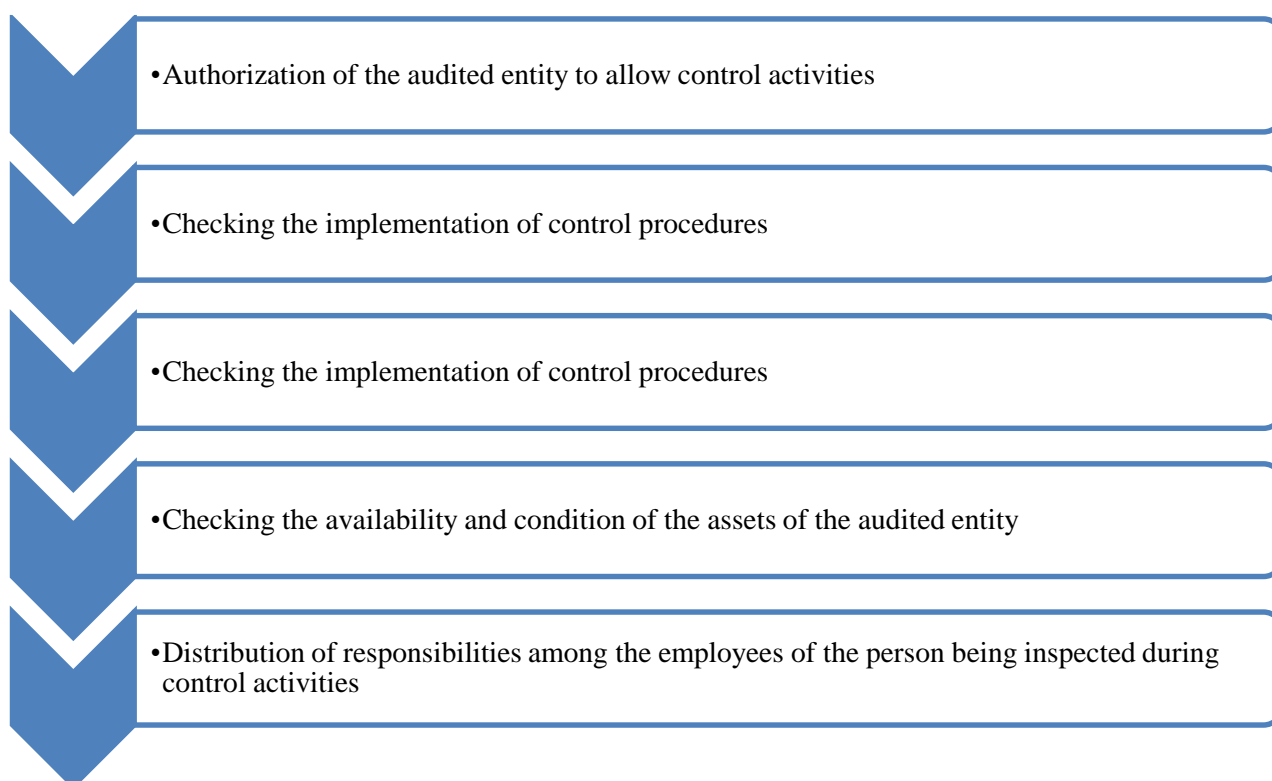 •Authorization of the audited entity to allow control activities
•Checking the implementation of control procedures
•Checking the implementation of control procedures
•Checking the availability and condition of the assets of the audited entity
•Distribution of responsibilities among the employees of the person being inspected during
control activities